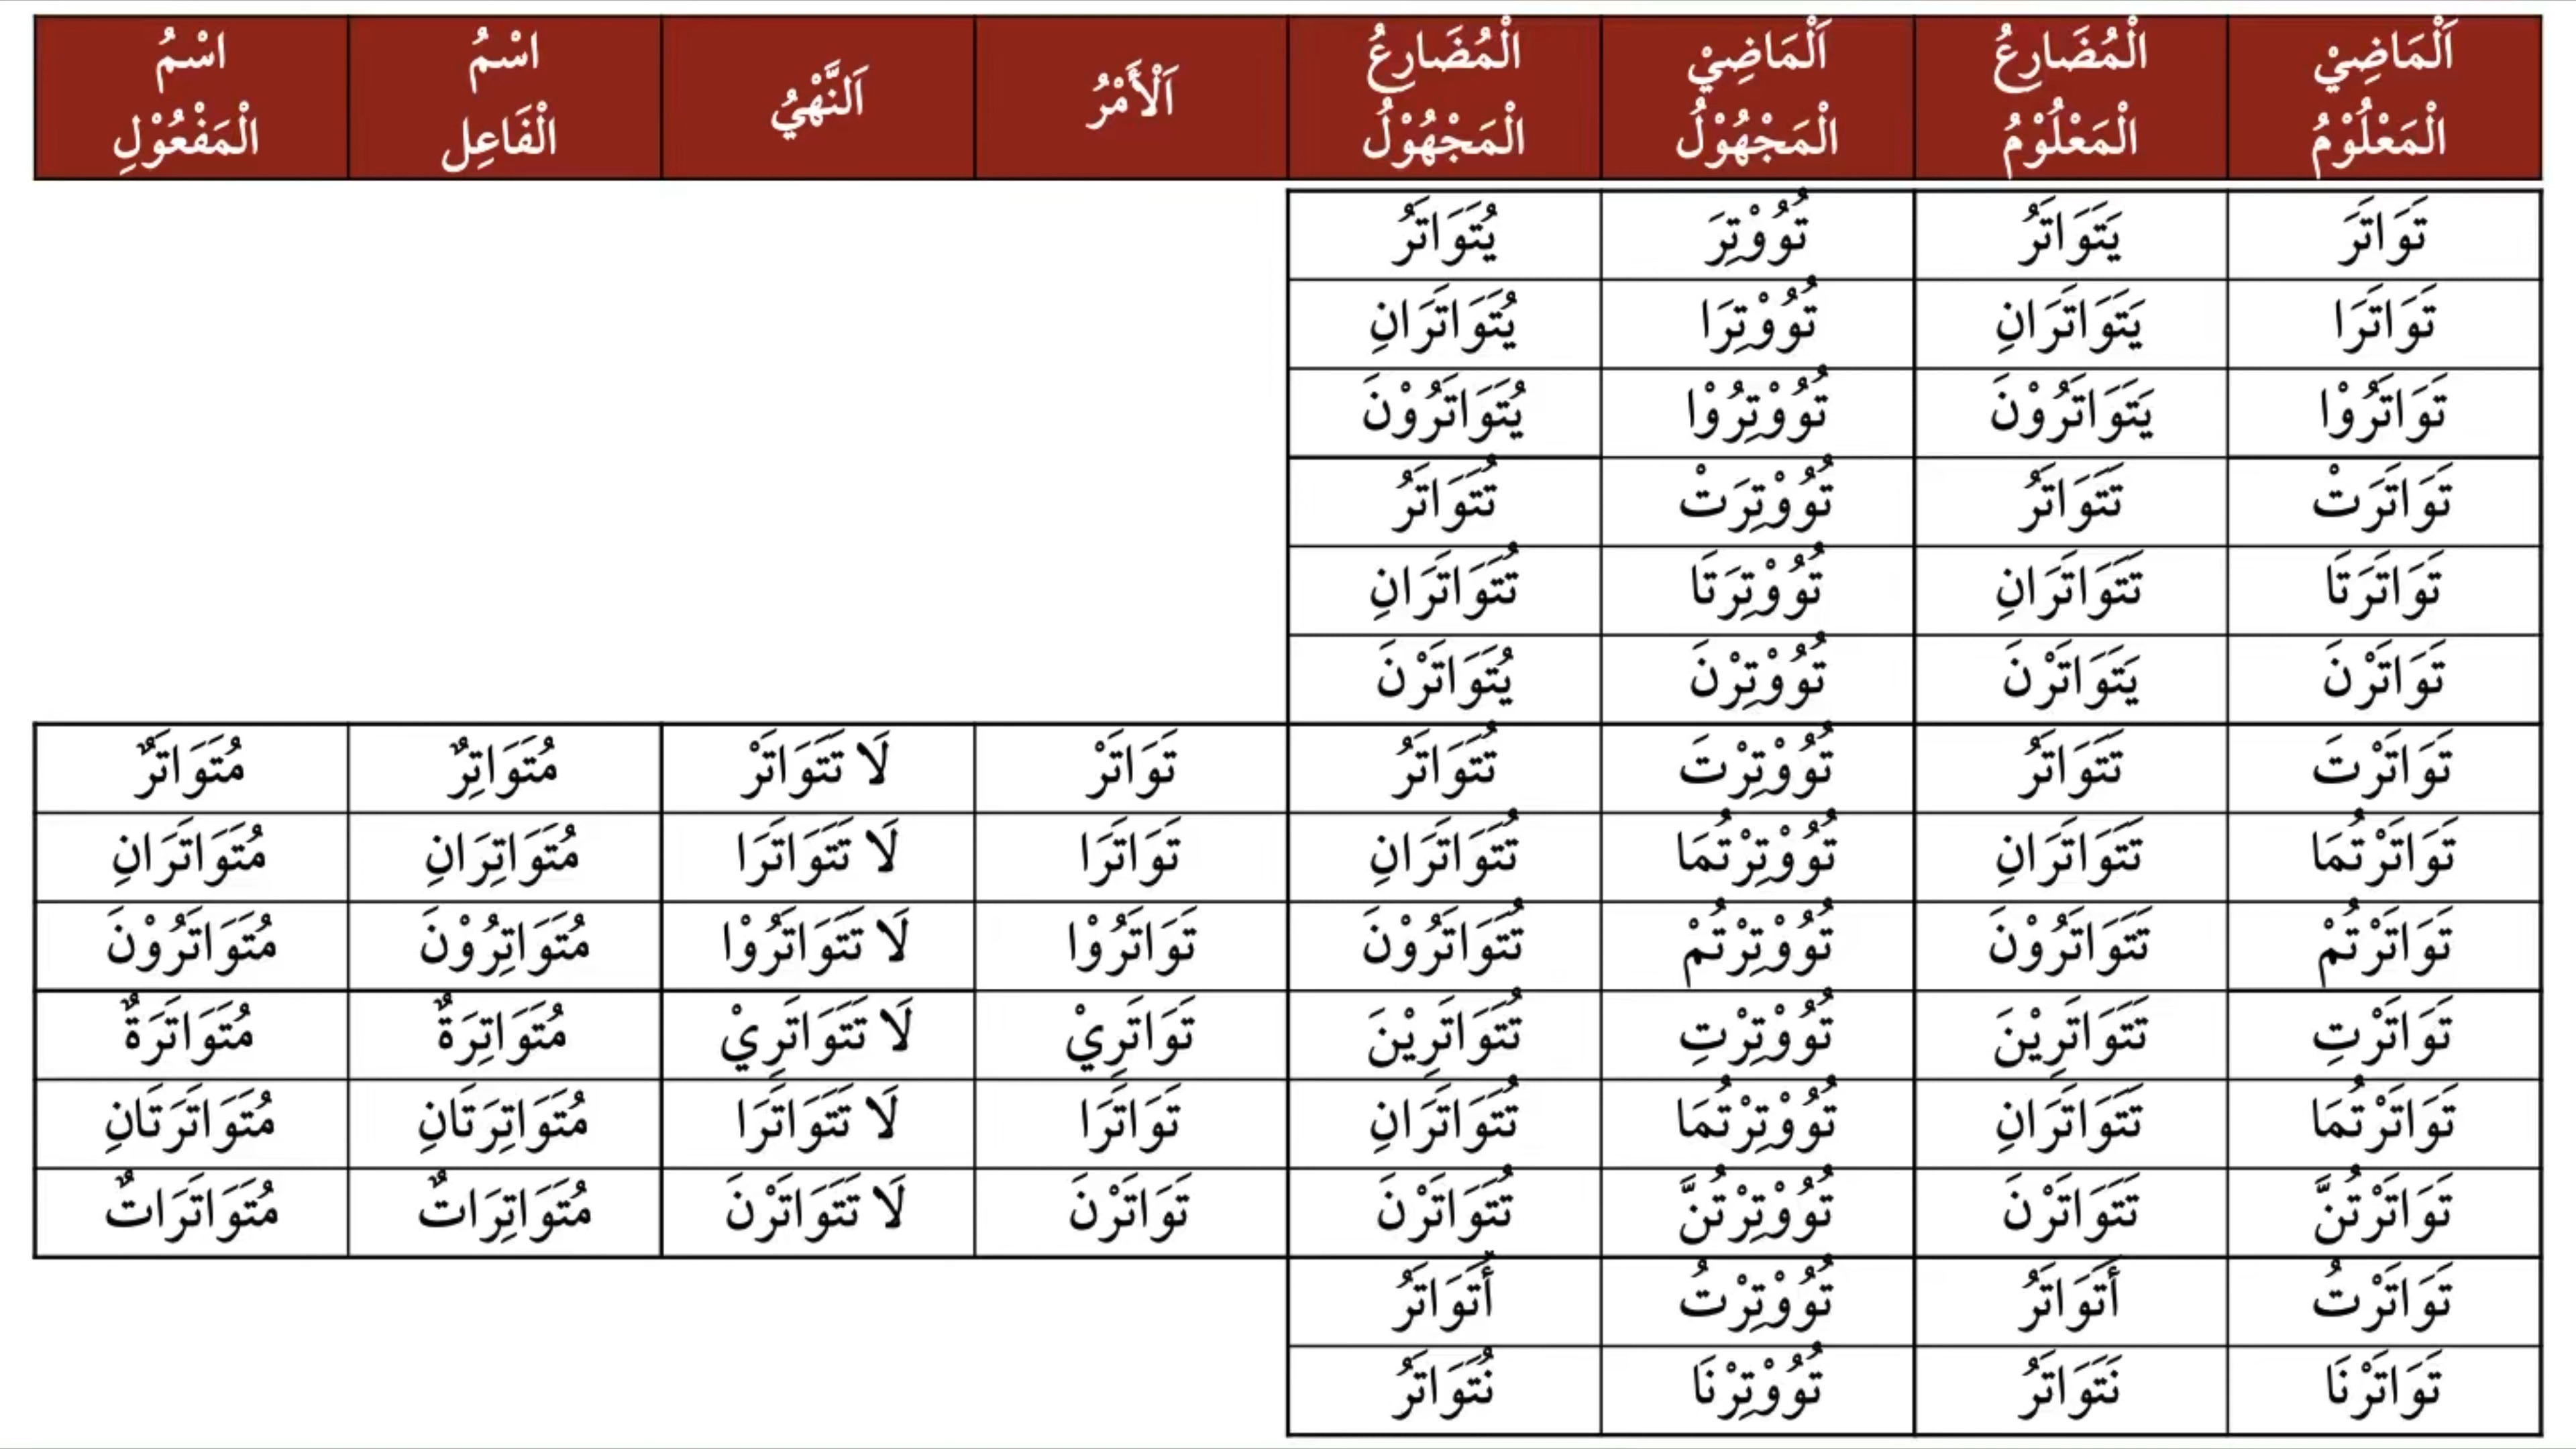 اَلْمَاضِيْ الْمَعْلُوْمُ الْمُضَارِعُ الْمَعْلُوْمُ اَلْمَاضِيْ الْمَجْهُوْلُ الْمُضَارِعُ الْمَجْهُوْلُ اَلْأَمْرُ اَلنَّهْيُ اسْمُ الْفَاعِلِ اسْمُ الْمَفْعُوْلِ
تَوَاتَرَ يَتَوَاتَرُ تُوُوْتِرَ يُتَوَاتَرُ
تَوَاتَرَا يَتَوَاتَرَانِ تُوُوْتِرَا يُتَوَاتَرَانِ
تَوَاتَرُوْا يَتَوَاتَرُوْنَ تُوُوْتِرُوْا يُتَوَاتَرُوْنَ
تَوَاتَرَتْ تَتَوَاتَرُ تُوُوْتِرَتْ تُتَوَاتَرُ
تَوَاتَرَتَا تَتَوَاتَرَانِ تُوُوْتِرَتَا تُتَوَاتَرَانِ
تَوَاتَرْنَ يَتَوَاتَرْنَ تُوُوْتِرْنَ يُتَوَاتَرْنَ
تَوَاتَرْتَ تَتَوَاتَرُ تُوُوْتِرْتَ تُتَوَاتَرُ تَوَاتَرْ لَا تَتَوَاتَرْ مُتَوَاتِرٌ مُتَوَاتَرٌ
تَوَاتَرْتُمَا تَتَوَاتَرَانِ تُوُوْتِرْتُمَا تُتَوَاتَرَانِ تَوَاتَرَا لَا تَتَوَاتَرَا مُتَوَاتِرَانِ مُتَوَاتَرَانِ
تَوَاتَرْتُمْ تَتَوَاتَرُوْنَ تُوُوْتِرْتُمْ تُتَوَاتَرُوْنَ تَوَاتَرُوْا لَا تَتَوَاتَرُوْا مُتَوَاتِرُوْنَ مُتَوَاتَرُوْنَ
تَوَاتَرْتِ تَتَوَاتَرِيْنَ تُوُوْتِرْتِ تُتَوَاتَرِيْنَ تَوَاتَرِيْ لَا تَتَوَاتَرِيْ مُتَوَاتِرَةٌ مُتَوَاتَرَةٌ
تَوَاتَرْتُمَا تَتَوَاتَرَانِ تُوُوْتِرْتُمَا تُتَوَاتَرَانِ تَوَاتَرَا لَا تَتَوَاتَرَا مُتَوَاتِرَتَانِ مُتَوَاتَرَتَانِ
تَوَاتَرْتُنَّ تَتَوَاتَرْنَ تُوُوْتِرْتُنَّ تُتَوَاتَرْنَ تَوَاتَرْنَ لَا تَتَوَاتَرْنَ مُتَوَاتِرَاتٌ مُتَوَاتَرَاتٌ
تَوَاتَرْتُ أَتَوَاتَرُ تُوُوْتِرْتُ أُتَوَاتَرُ
تَوَاتَرْنَا نَتَوَاتَرُ تُوُوْتِرْنَا نُتَوَاتَرُ